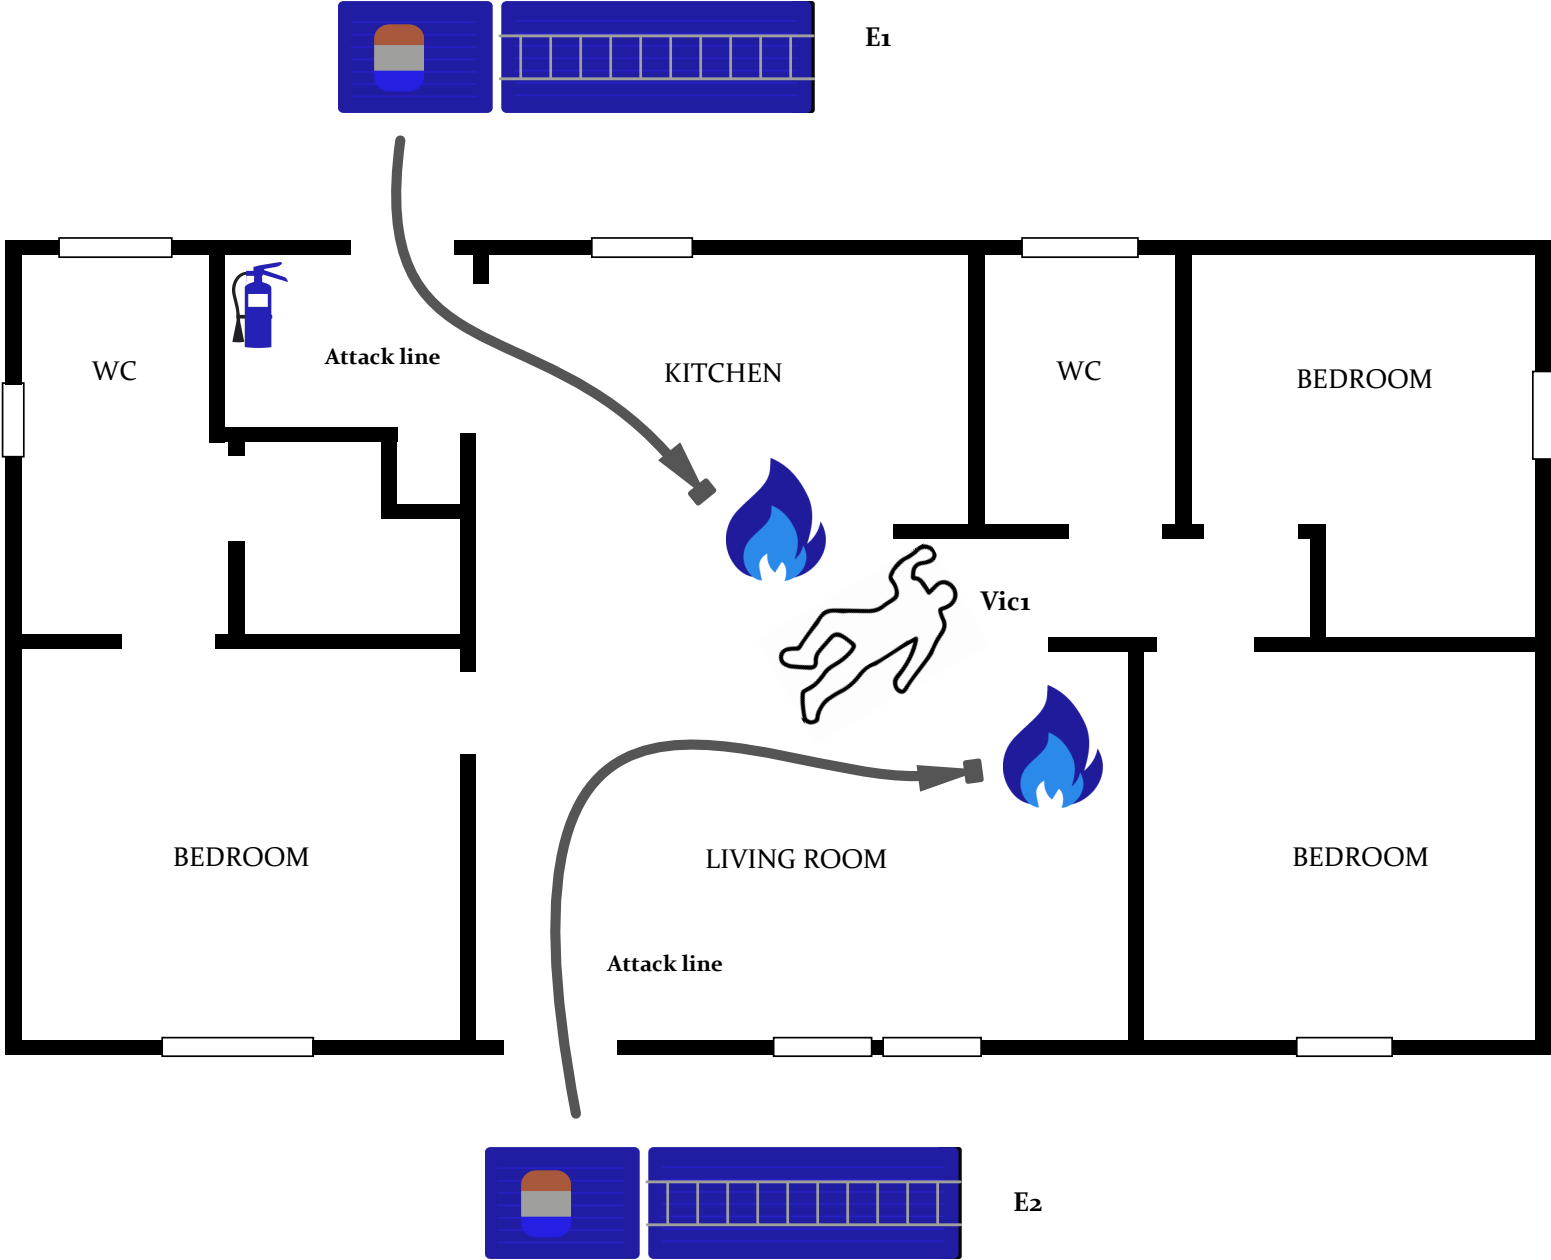 E1
Attack line
WC
KITCHEN
WC
BEDROOM
Vic1
BEDROOM
LIVING ROOM
BEDROOM
Attack line
E2